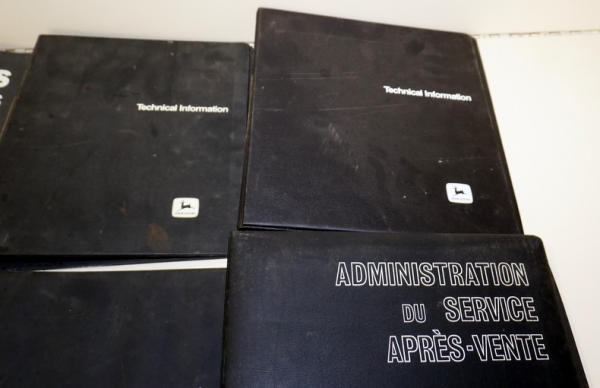 Technical Information
Technical Information
ADMINISTRATION
DU SERVICE
APRÈS-VENTE